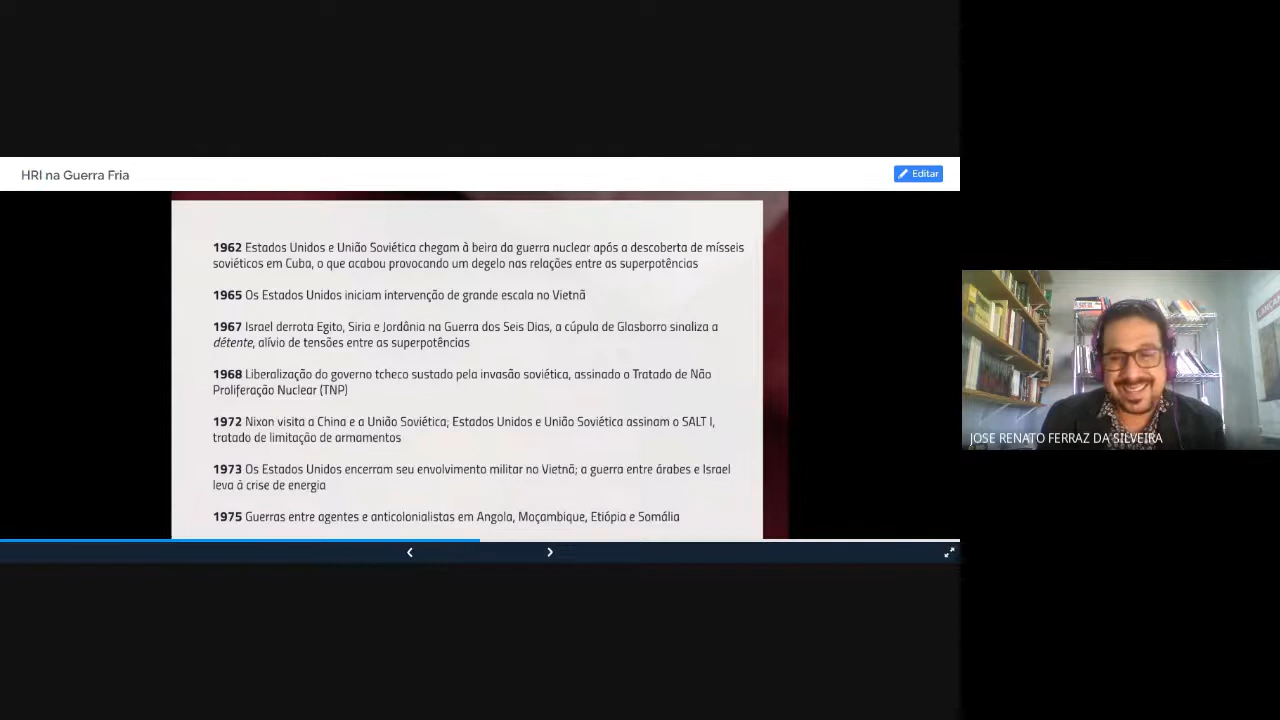 HRI na Guerra Fria
Editar
1962 Estados Unidos e União Soviética chegam à beira da guerra nuclear após a descoberta de mísseis
soviéticos em Cuba, o que acabou provocando um degelo nas relações entre as superpotências
1965 Os Estados Unidos iniciam intervenção de grande escala no Vietnã
1967 Israel derrota Egito, Siria e Jordânia na Guerra dos Seis Dias, a cúpula de Glasborro sinaliza a
détente, alívio de tensões entre as superpotências
1968 Liberalização do governo tcheco sustado pela invasão soviética, assinado o Tratado de Não
Proliferação Nuclear (TNP)
1972 Nixon visita a China e a União Soviética; Estados Unidos e União Soviética assinam o SALT I,
tratado de limitação de armamentos
1973 Os Estados Unidos encerram seu envolvimento militar no Vietnã; a guerra entre árabes e Israel
leva à crise de energia
1975 Guerras entre agentes e anticolonialistas em Angola, Moçambique, Etiópia e Somália
JOSE RENATO FERRAZ DA SILVEIRA